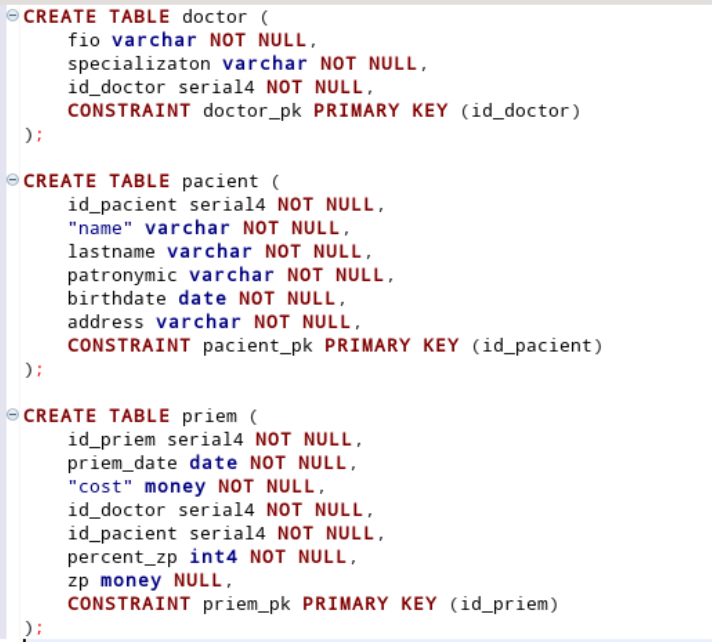 CREATE TABLE doctor (
fio varchar NOT NULL,
specializaton varchar NOT NULL,
id_doctor serial4 NOT NULL,
CONSTRAINT doctor_pk PRIMARY KEY (id_doctor)
);
CREATE TABLE pacient (
id_pacient serial4 NOT NULL,
"name" varchar NOT NULL,
lastname varchar NOT NULL,
patronymic varchar NOT NULL,
birthdate date NOT NULL,
address varchar NOT NULL,
CONSTRAINT pacient_pk PRIMARY KEY (id_pacient)
);
CREATE TABLE priem (
id_priem serial4 NOT NULL,
priem_date date NOT NULL,
"cost" money NOT NULL,
id_doctor serial4 NOT NULL,
id_pacient serial4 NOT NULL,
percent_zp int4 NOT NULL,
zp money NULL,
CONSTRAINT priem_pk PRIMARY KEY (id_priem)
);